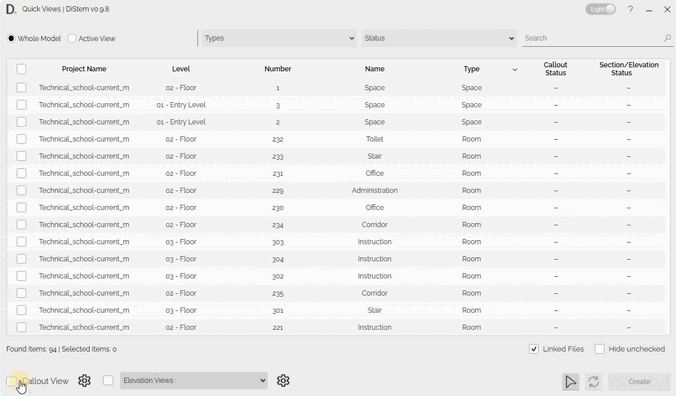 D. Quick Views | DiStem v0.9.8 Light ?
Whole Model Active View Types Status Search
Project Name Level Number Name Type Callout Status Section/Elevation Status
Technical_school-current_m 02 - Floor 1 Space Space – –
Technical_school-current_m 01 - Entry Level 3 Space Space – –
Technical_school-current_m 01 - Entry Level 2 Space Space – –
Technical_school-current_m 02 - Floor 232 Toilet Room – –
Technical_school-current_m 02 - Floor 233 Stair Room – –
Technical_school-current_m 02 - Floor 231 Office Room – –
Technical_school-current_m 02 - Floor 229 Administration Room – –
Technical_school-current_m 02 - Floor 230 Office Room – –
Technical_school-current_m 02 - Floor 234 Corridor Room – –
Technical_school-current_m 03 - Floor 303 Instruction Room – –
Technical_school-current_m 03 - Floor 304 Instruction Room – –
Technical_school-current_m 03 - Floor 302 Instruction Room – –
Technical_school-current_m 02 - Floor 235 Corridor Room – –
Technical_school-current_m 03 - Floor 301 Stair Room – –
Technical_school-current_m 02 - Floor 221 Instruction Room – –
Found Items: 94 | Selected Items: 0 Linked Files Hide unchecked
Callout View Elevation Views Create